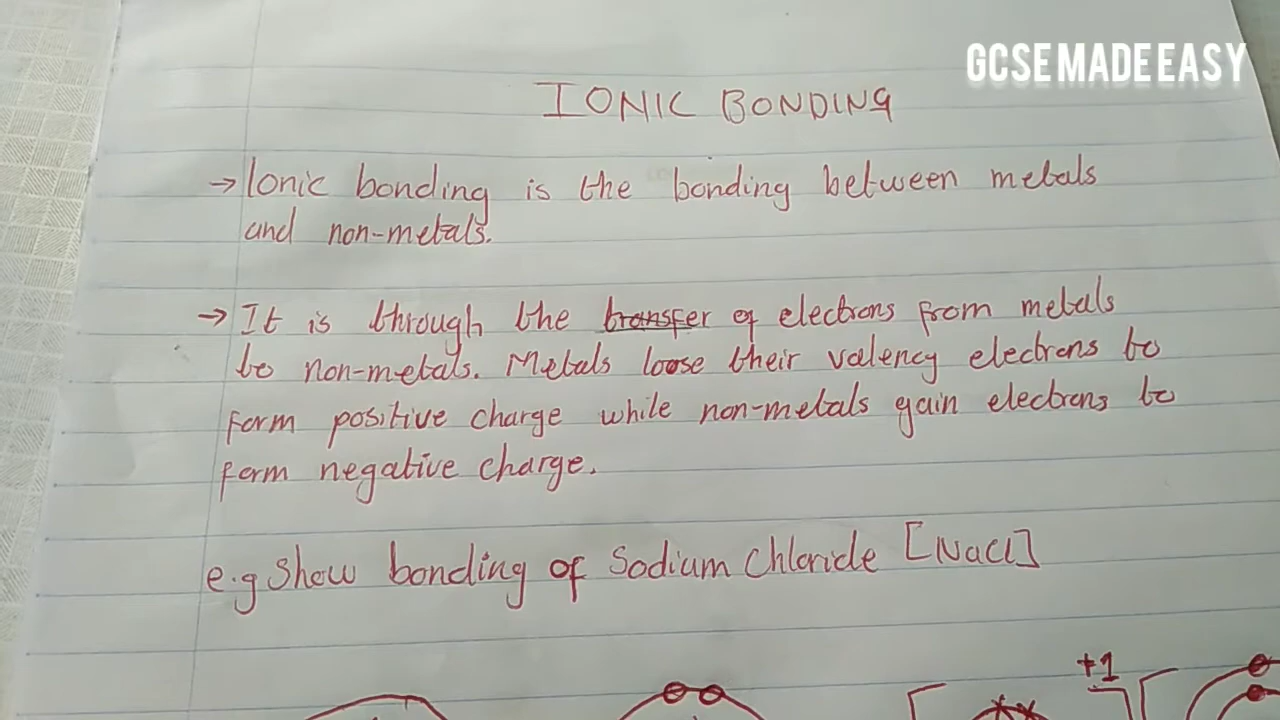 GCSE MADE EASY
IONIC BONDING
→ Ionic bonding is the bonding between metals
and non-metals.
→ It is through the transfer of electrons from metals
to non-metals. Metals loose their valency electrons to
form positive charge while non-metals gain electrons to
form negative charge.
e.g Show bonding of Sodium Chloride [NaCl]
+1